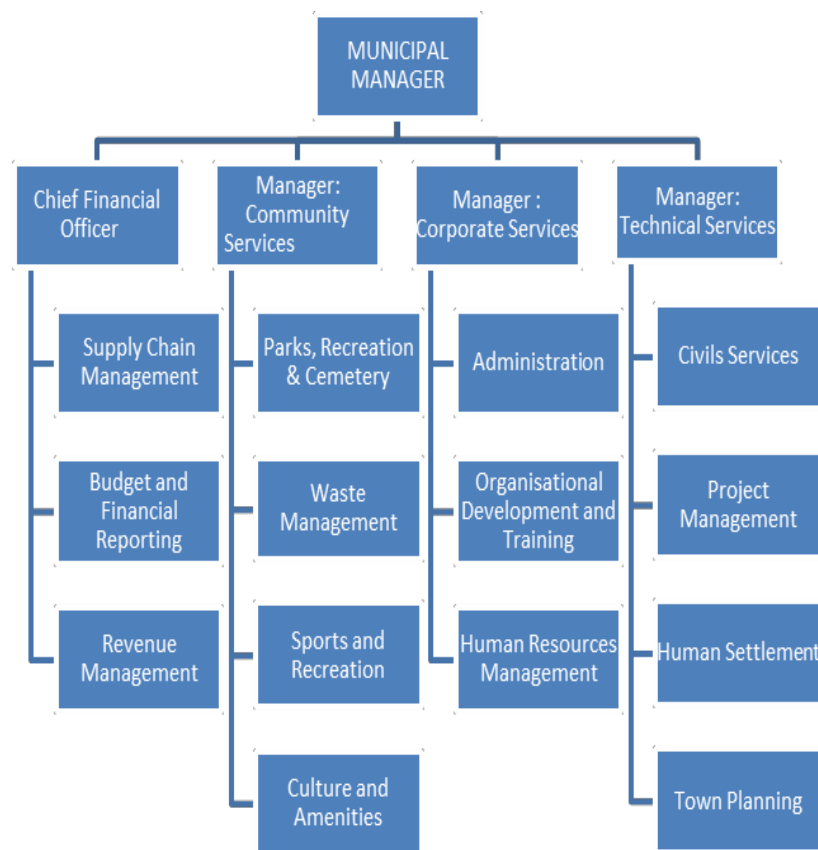 MUNICIPAL
MANAGER
Chief Financial
Officer
Manager:
Community
Services
Manager :
Corporate Services
Manager:
Technical Services
Supply Chain
Management
Parks, Recreation
& Cemetery
Administration
Civils Services
Budget and
Financial
Reporting
Waste
Management
Organisational
Development and
Training
Project
Management
Revenue
Management
Sports and
Recreation
Human Resources
Management
Human Settlement
Culture and
Amenities
Town Planning